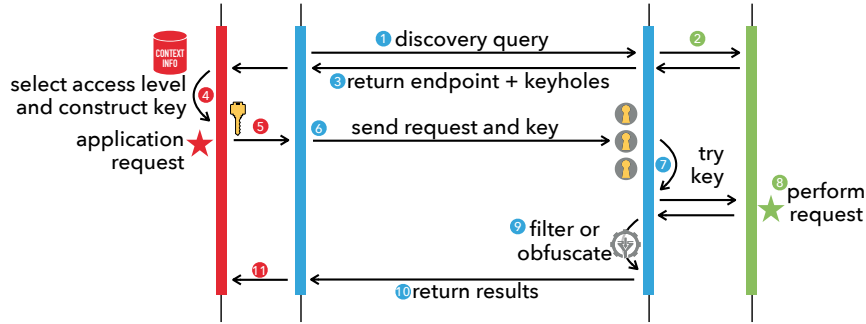 1 discovery query
2
CONTEXT
INFO
3 return endpoint + keyholes
select access level
and construct key
4
5
6
send request and key
application
request
7
try
key
8
perform
request
9 filter or
obfuscate
11
10 return results